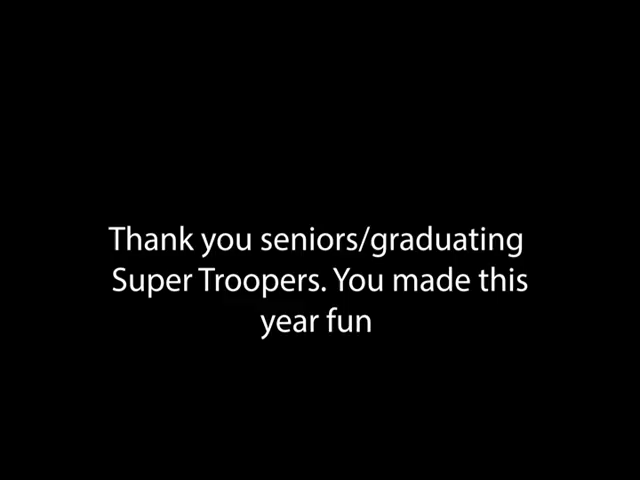 Thank you seniors/graduating
Super Troopers. You made this
year fun